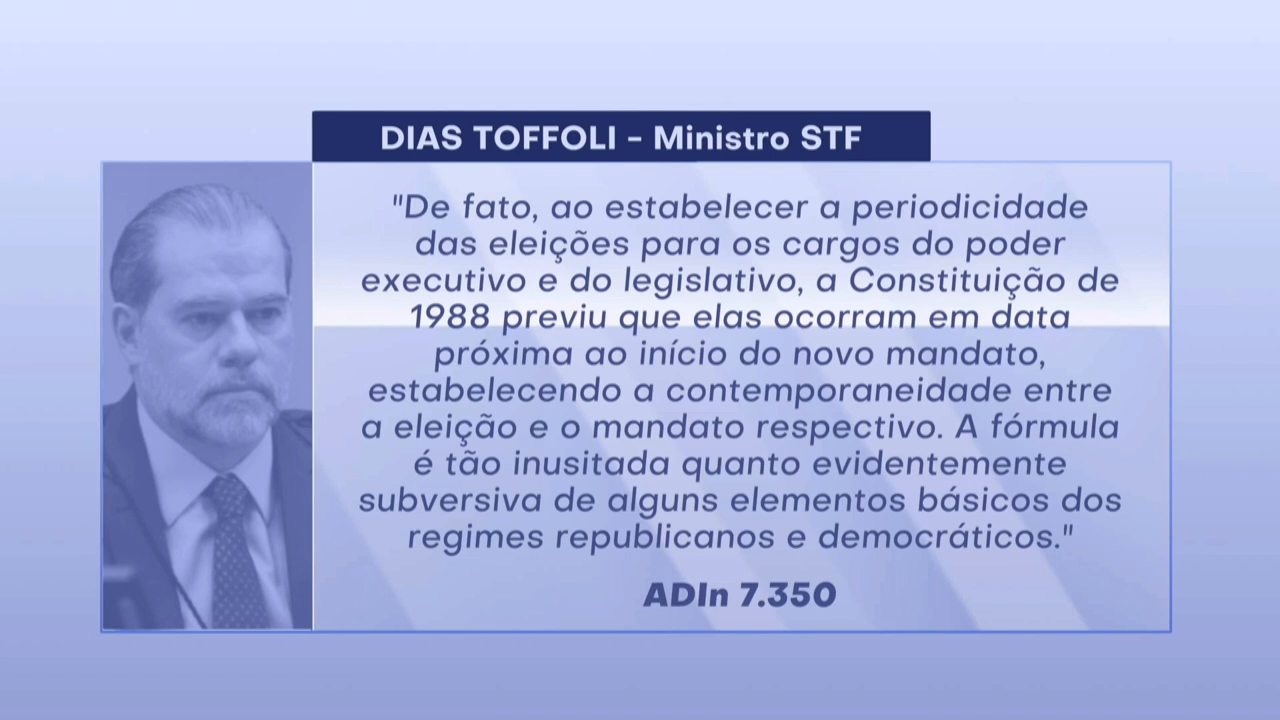 DIAS TOFFOLI - Ministro STF
"De fato, ao estabelecer a periodicidade
das eleições para os cargos do poder
executivo e do legislativo, a Constituição de
1988 previu que elas ocorram em data
próxima ao início do novo mandato,
estabelecendo a contemporaneidade entre
a eleição e o mandato respectivo. A fórmula
é tão inusitada quanto evidentemente
subversiva de alguns elementos básicos dos
regimes republicanos e democráticos."
ADIn 7.350